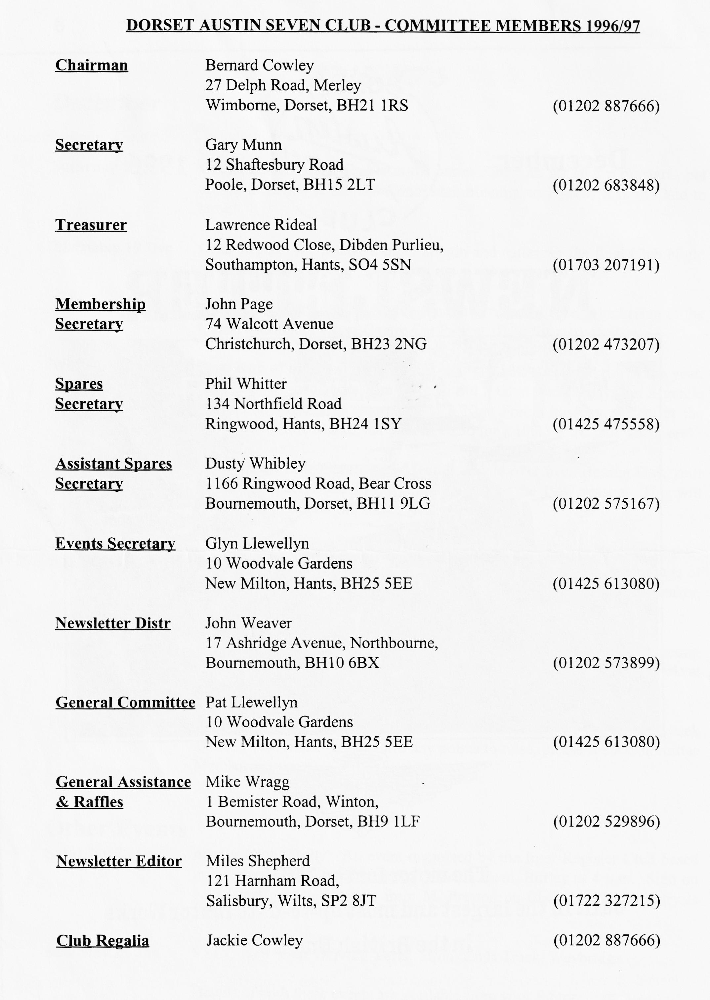 DORSET AUSTIN SEVEN CLUB - COMMITTEE MEMBERS 1996/97
Chairman Bernard Cowley
27 Delph Road, Merley
Wimborne, Dorset, BH21 1RS (01202 887666)
Secretary Gary Munn
12 Shaftesbury Road
Poole, Dorset, BH15 2LT (01202 683848)
Treasurer Lawrence Rideal
12 Redwood Close, Dibden Purlieu,
Southampton, Hants, SO4 5SN (01703 207191)
Membership John Page
Secretary 74 Walcott Avenue
Christchurch, Dorset, BH23 2NG (01202 473207)
Spares Phil Whitter
Secretary 134 Northfield Road
Ringwood, Hants, BH24 1SY (01425 475558)
Assistant Spares Dusty Whibley
Secretary 1166 Ringwood Road, Bear Cross
Bournemouth, Dorset, BH11 9LG (01202 575167)
Events Secretary Glyn Llewellyn
10 Woodvale Gardens
New Milton, Hants, BH25 5EE (01425 613080)
Newsletter Distr John Weaver
17 Ashridge Avenue, Northbourne,
Bournemouth, BH10 6BX (01202 573899)
General Committee Pat Llewellyn
10 Woodvale Gardens
New Milton, Hants, BH25 5EE (01425 613080)
General Assistance Mike Wragg
& Raffles 1 Bemister Road, Winton,
Bournemouth, Dorset, BH9 1LF (01202 529896)
Newsletter Editor Miles Shepherd
121 Harnham Road,
Salisbury, Wilts, SP2 8JT (01722 327215)
Club Regalia Jackie Cowley (01202 887666)